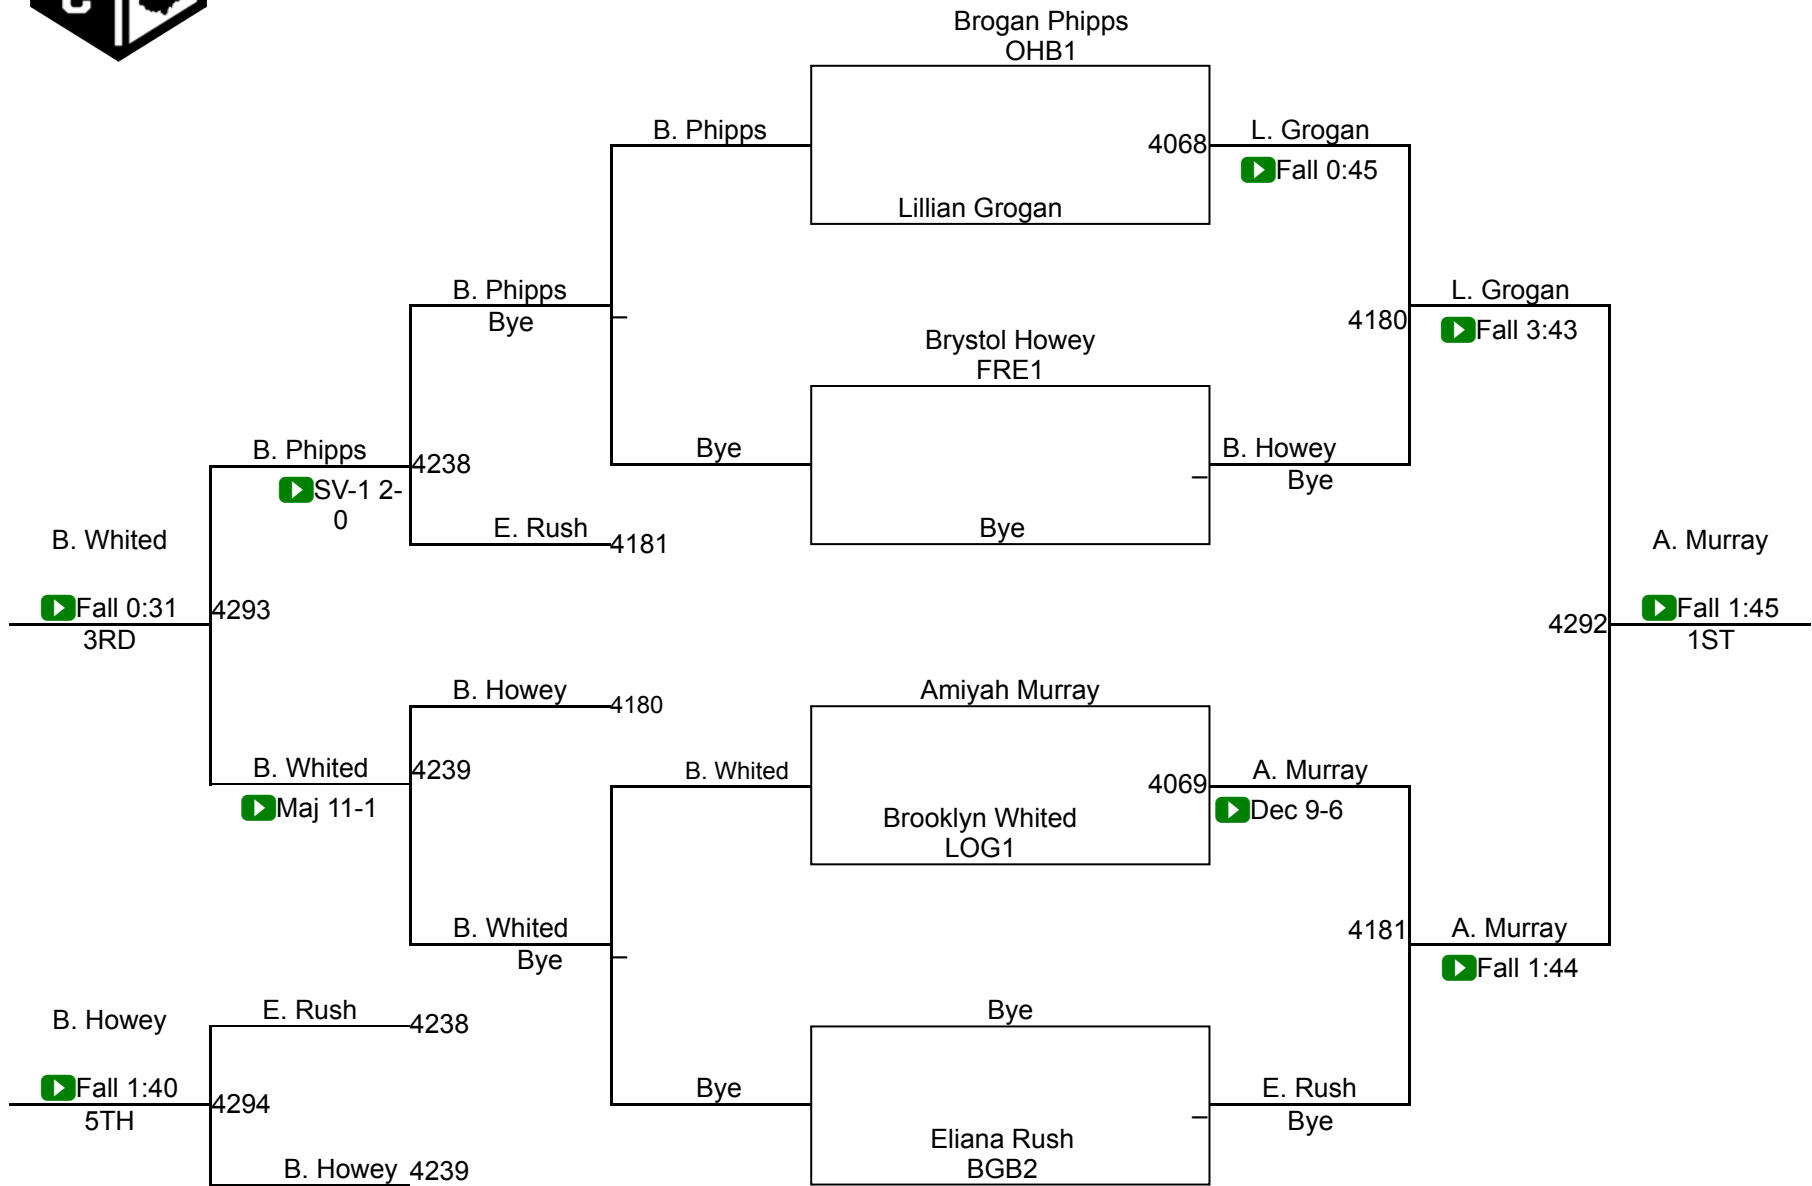 C
Brogan Phipps
OHB1
B. Phipps
4068
L. Grogan
Fall 0:45
Lillian Grogan
B. Phipps
Bye
L. Grogan
4180
Fall 3:43
Brystol Howey
FRE1
B. Phipps
4238
Bye
B. Howey
Bye
SV-1 2-
0
E. Rush
4181
Bye
B. Whited
A. Murray
Fall 0:31
4293
3RD
4292
Fall 1:45
1ST
B. Howey
4180
Amiyah Murray
B. Whited
4239
B. Whited
4069
A. Murray
Maj 11-1
Brooklyn Whited
LOG1
Dec 9-6
B. Whited
Bye
4181
A. Murray
Fall 1:44
B. Howey
E. Rush
4238
Bye
Fall 1:40
4294
5TH
Bye
E. Rush
Bye
Eliana Rush
BGB2
B. Howey
4239